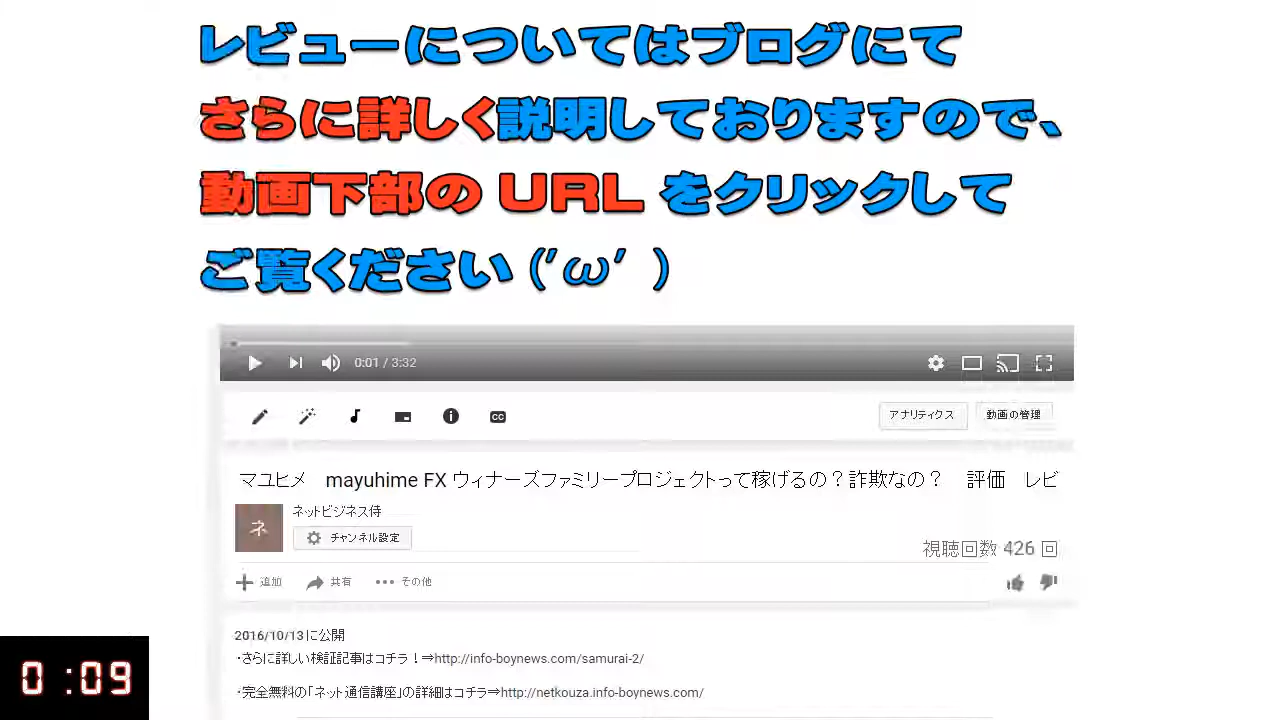 レビューについてはブログにて
さらに詳しく説明しておりますので、
動画下部の URL をクリックして
ご覧ください ('ω' )
0:01 / 3:32
CC
アナリティクス
動画の管理
マユヒメ　mayuhime FX ウィナーズファミリープロジェクトって稼げるの？詐欺なの？　評価　レビ
ネ
ネットビジネス侍
チャンネル設定
視聴回数 426 回
追加
共有
その他
2016/10/13 に公開
・さらに詳しい検証記事はコチラ！⇒http://info-boynews.com/samurai-2/
・完全無料の「ネット通信講座」の詳細はコチラ⇒http://netkouza.info-boynews.com/
0 :09